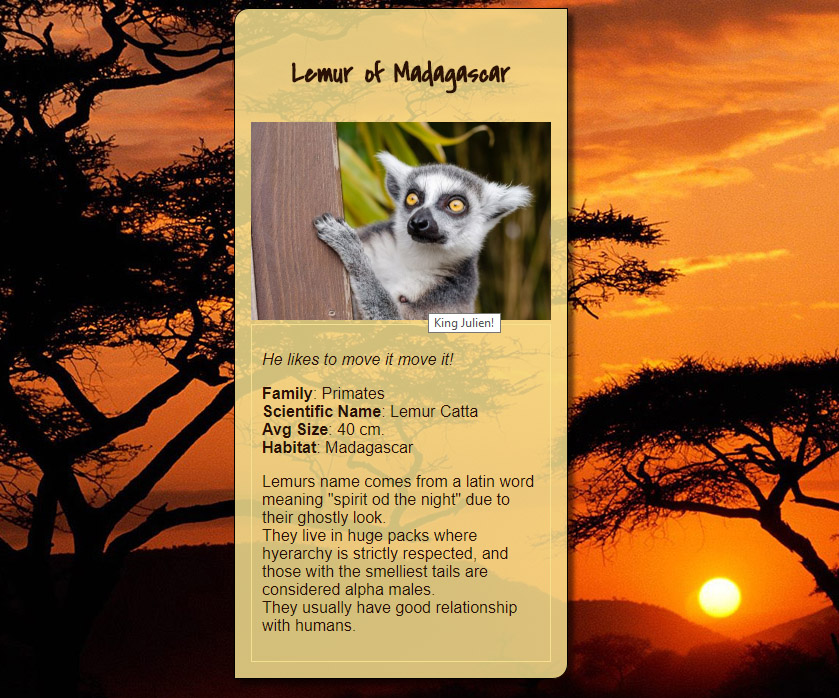 Lemur of Madagascar
King Julien!
He likes to move it move it!
Family: Primates
Scientific Name: Lemur Catta
Avg Size: 40 cm.
Habitat: Madagascar
Lemurs name comes from a latin word
meaning "spirit od the night" due to
their ghostly look.
They live in huge packs where
hyerarchy is strictly respected, and
those with the smelliest tails are
considered alpha males.
They usually have good relationship
with humans.